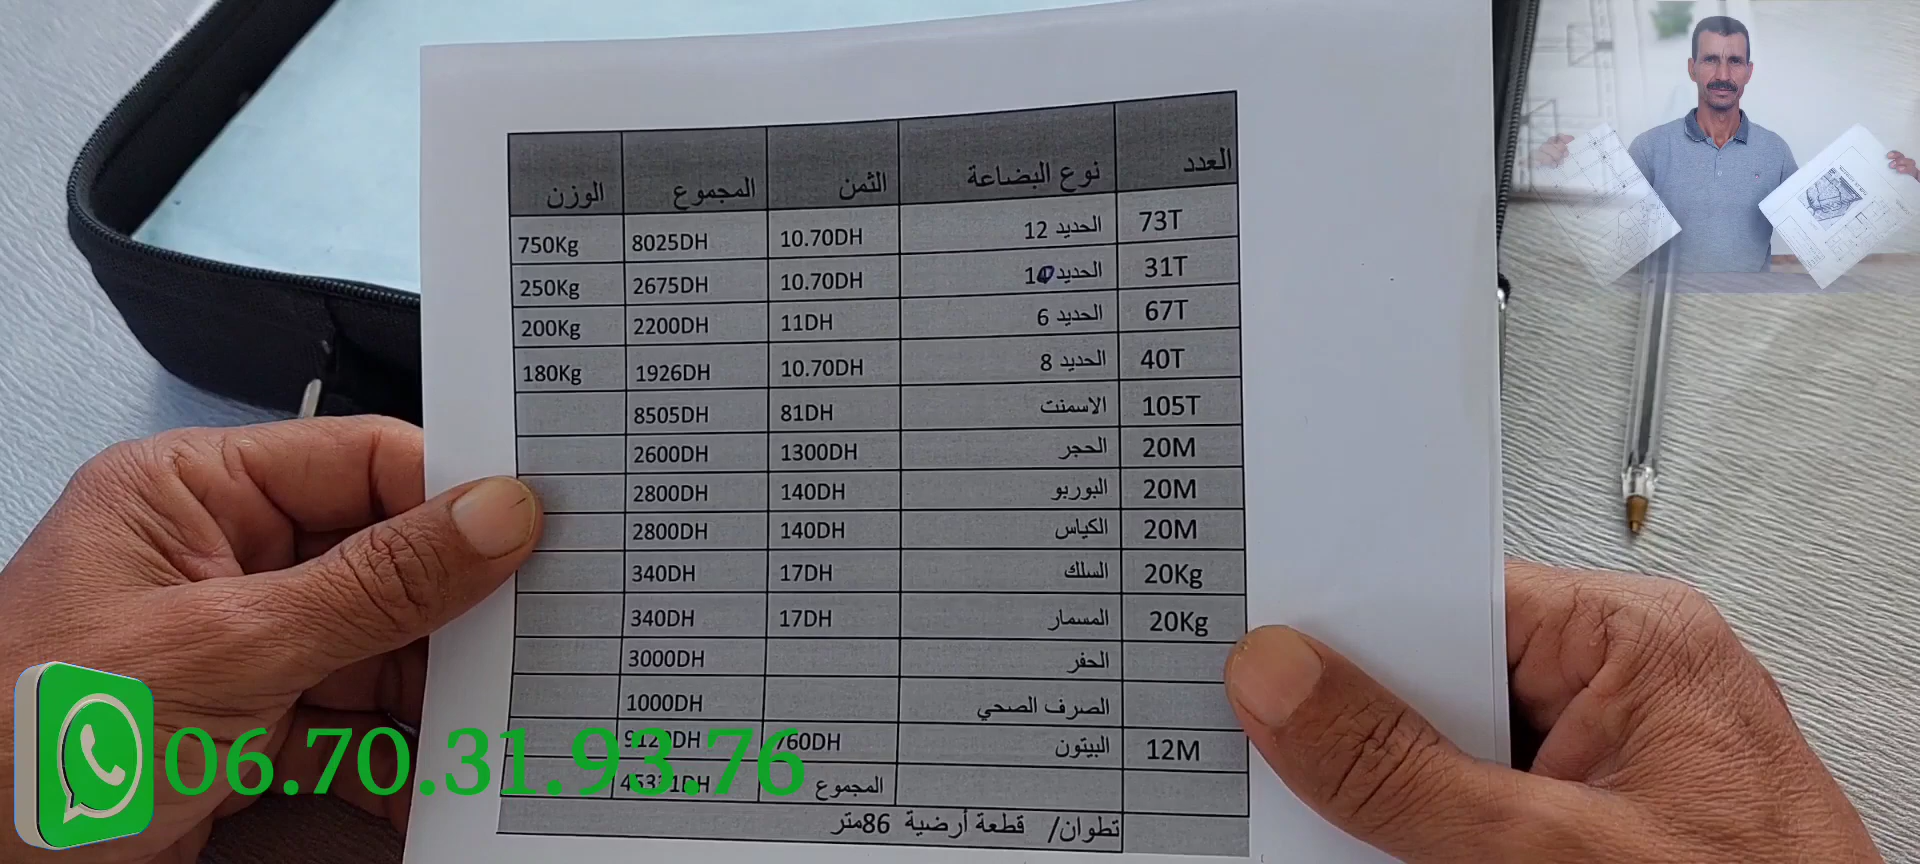 العدد نوع البضاعة الثمن المجموع الوزن
73T الحديد 12 10.70DH 8025DH 750Kg
31T الحديد 10.70DH 2675DH 250Kg
67T الحديد 6 11DH 2200DH 200Kg
40T الحديد 8 10.70DH 1926DH 180Kg
105T الاسمنت 81DH 8505DH
20M الحجر 1300DH 2600DH
20M البوربو 140DH 2800DH
20M الكياس 140DH 2800DH
20Kg السلك 17DH 340DH
20Kg المسمار 17DH 340DH
الحفر 3000DH
الصرف الصحي 1000DH
12M البيتون 760DH 9120DH
المجموع
تطوان/ قطعة أرضية 86متر
06.70.31.93.76